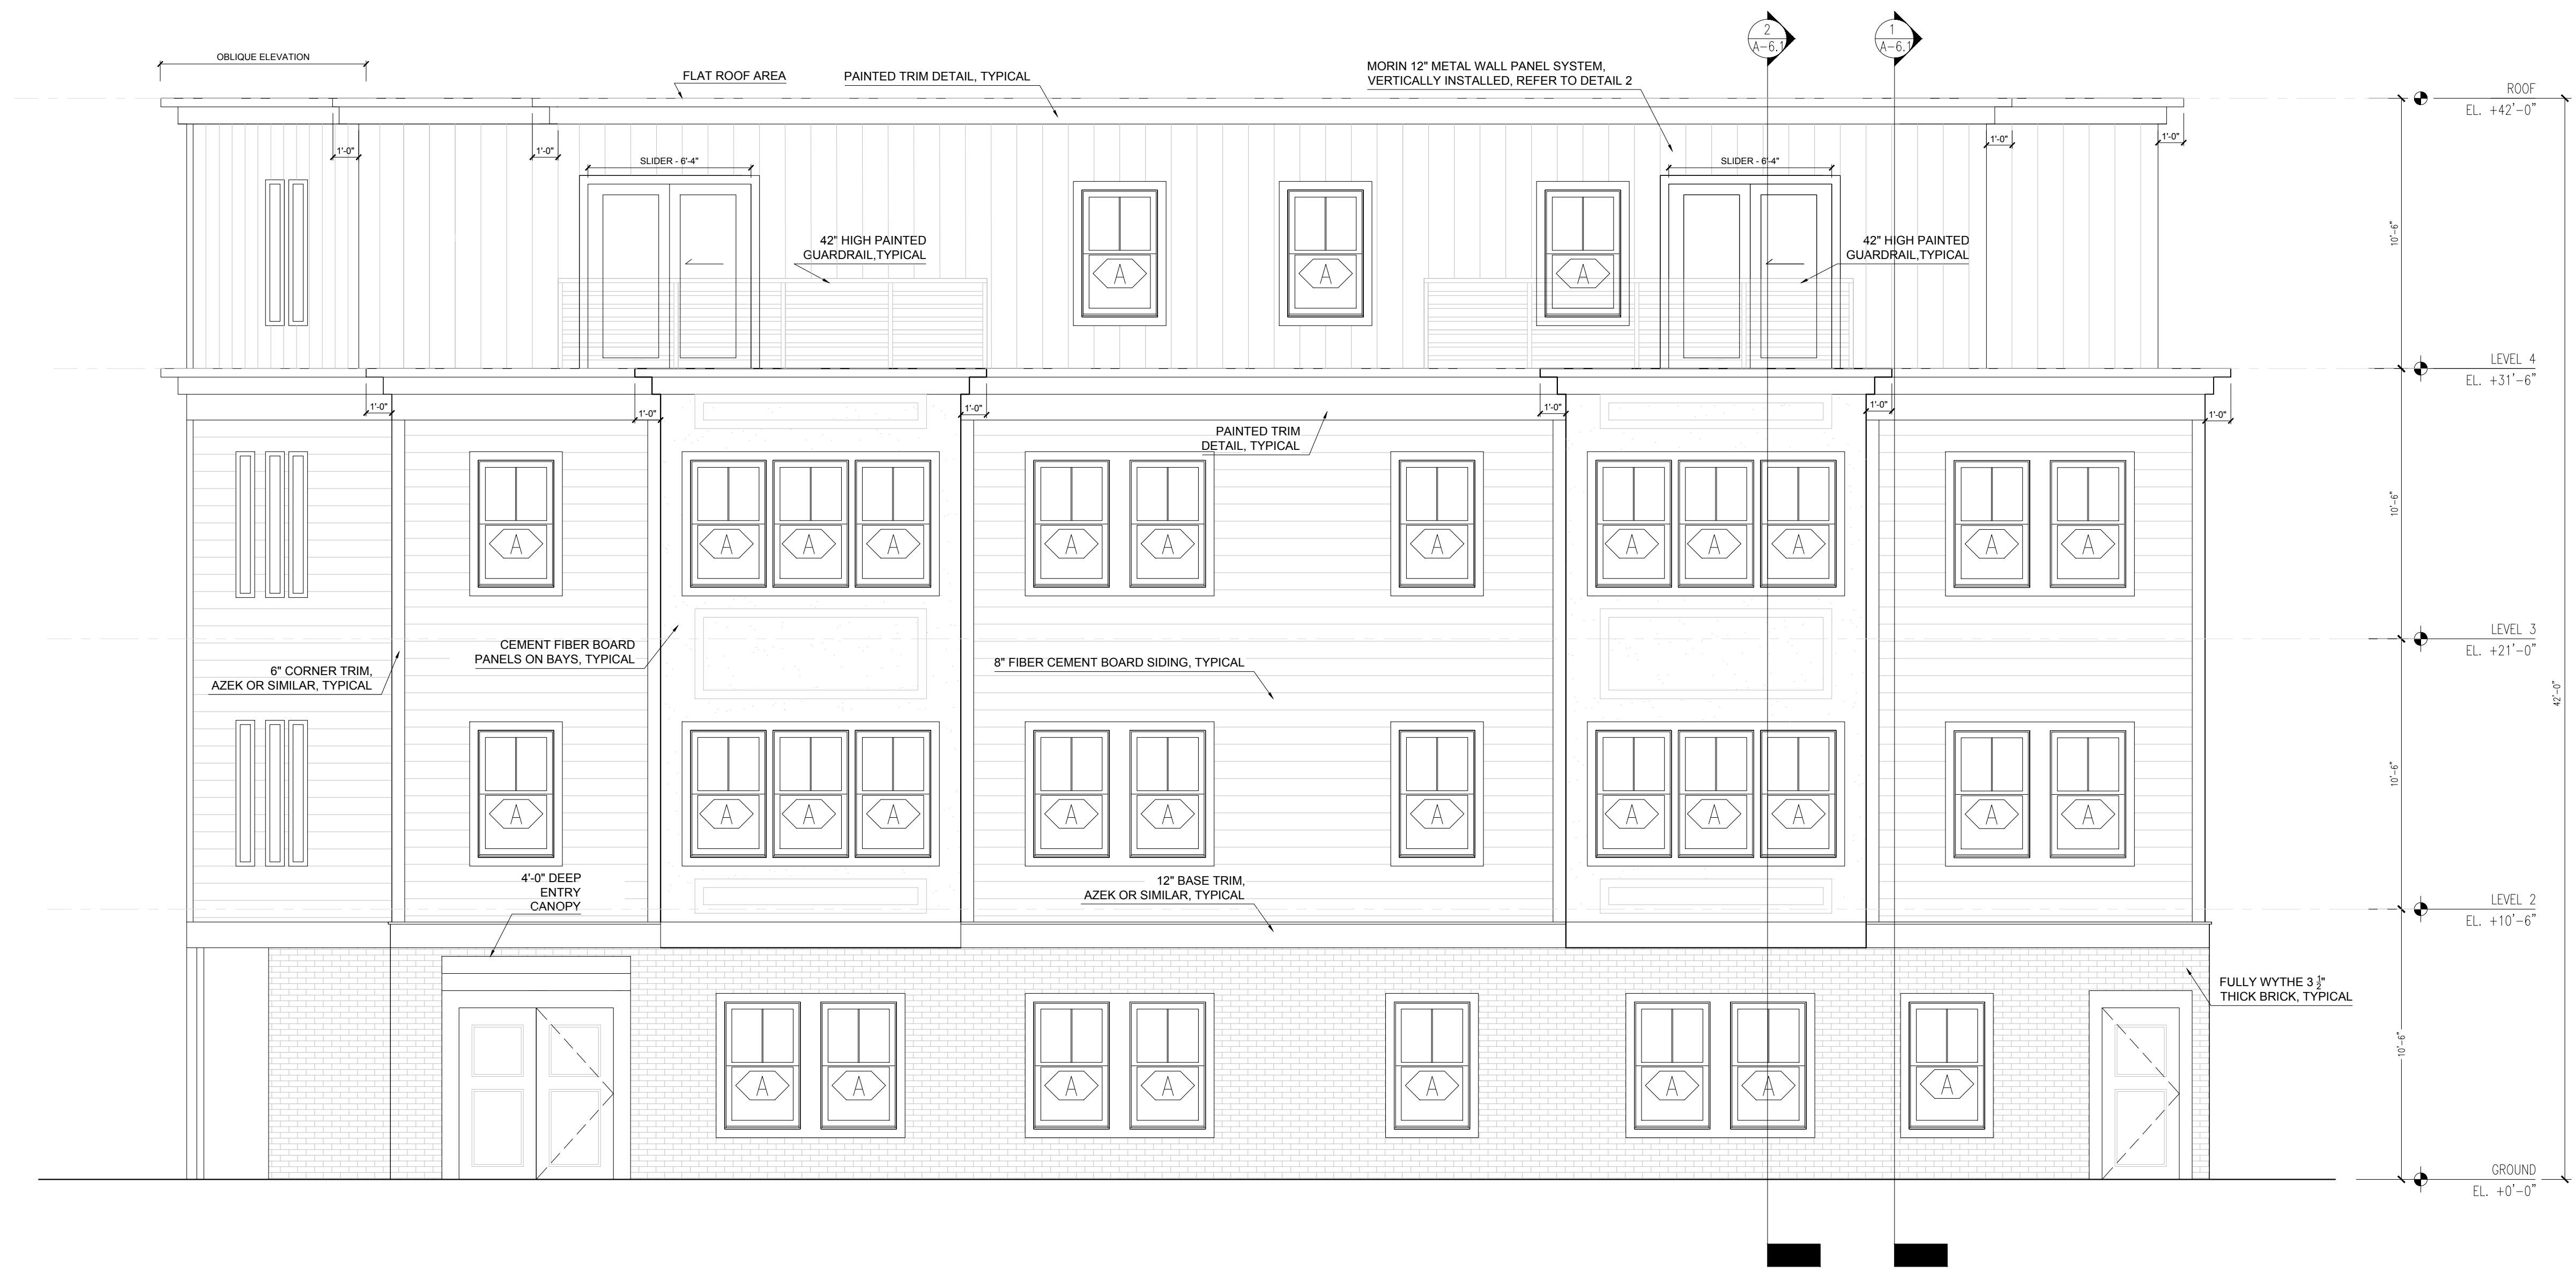 2
A-6.1
1
A-6.1
OBLIQUE ELEVATION
FLAT ROOF AREA
PAINTED TRIM DETAIL, TYPICAL
MORIN 12" METAL WALL PANEL SYSTEM,
VERTICALLY INSTALLED, REFER TO DETAIL 2
ROOF
EL. +42'-0"
1'-0"
1'-0"
1'-0"
1'-0"
SLIDER - 6'-4"
SLIDER - 6'-4"
42" HIGH PAINTED
GUARDRAIL,TYPICAL
42" HIGH PAINTED
GUARDRAIL,TYPICAL
10'-6"
A
A
A
LEVEL 4
EL. +31'-6"
1'-0"
1'-0"
1'-0"
1'-0"
1'-0"
1'-0"
PAINTED TRIM
DETAIL, TYPICAL
10'-6"
A
A
A
A
A
A
A
A
A
A
A
A
CEMENT FIBER BOARD
PANELS ON BAYS, TYPICAL
8" FIBER CEMENT BOARD SIDING, TYPICAL
6" CORNER TRIM,
AZEK OR SIMILAR, TYPICAL
LEVEL 3
EL. +21'-0"
42'-0"
10'-6"
A
A
A
A
A
A
A
A
A
A
A
A
4'-0" DEEP
ENTRY
CANOPY
12" BASE TRIM,
AZEK OR SIMILAR, TYPICAL
LEVEL 2
EL. +10'-6"
FULLY WYTHE 3 ½"
THICK BRICK, TYPICAL
10'-6"
A
A
A
A
A
A
A
A
GROUND
EL. +0'-0"